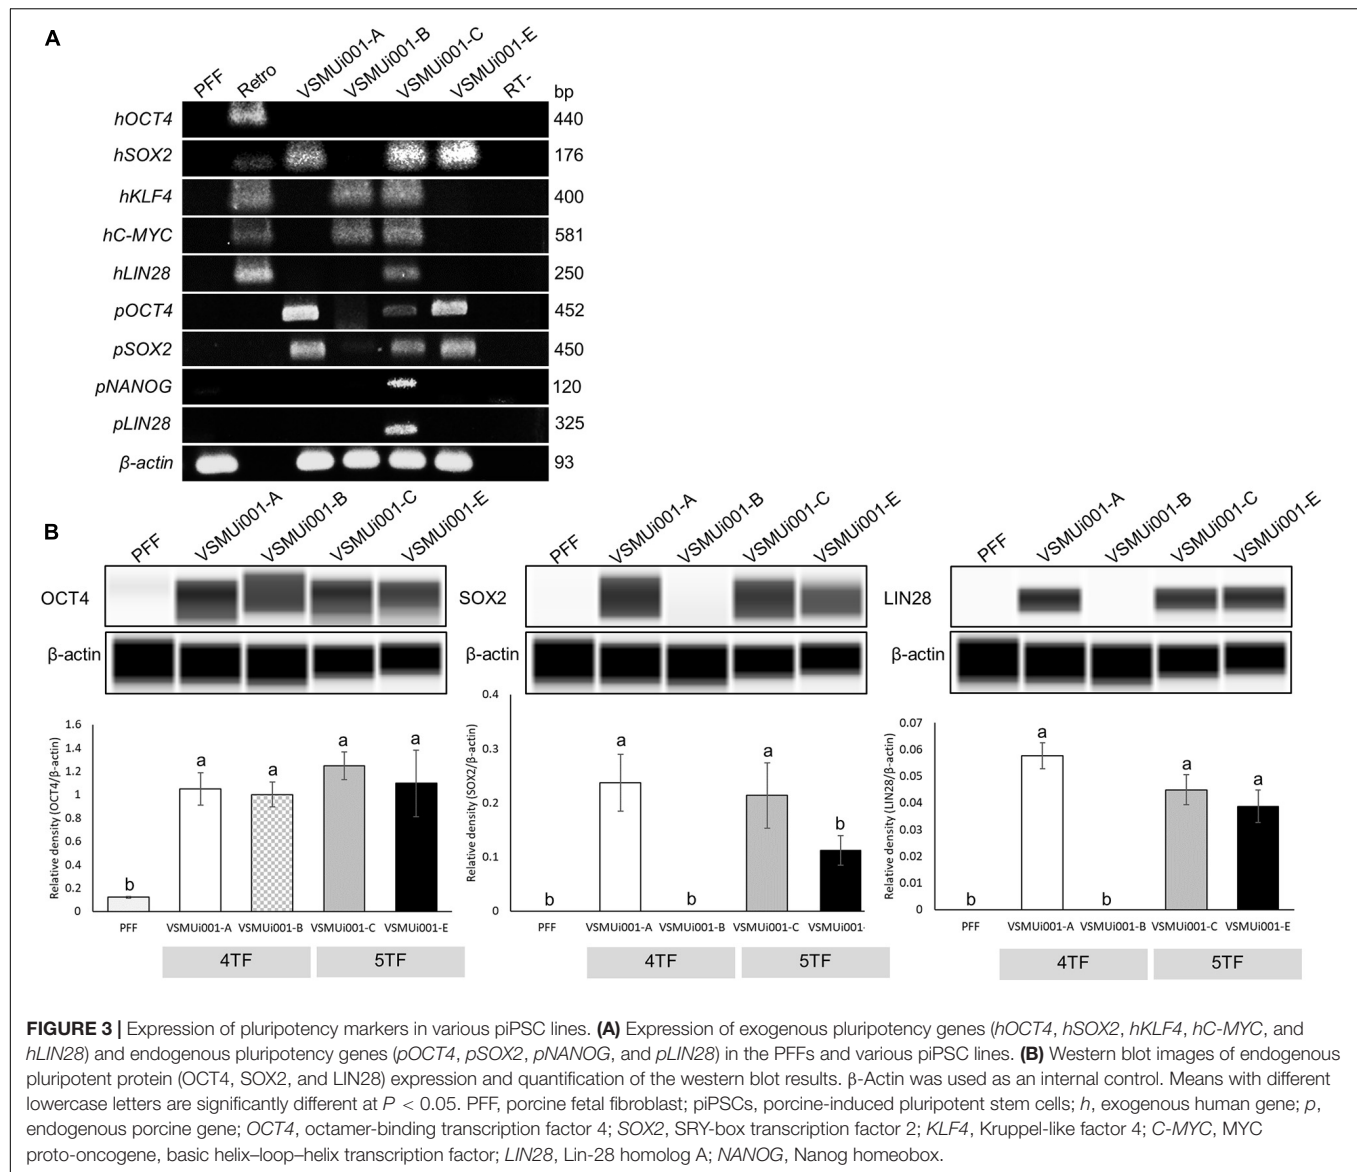 A
PFF Retro VSMUi001-A VSMUi001-B VSMUi001-C VSMUi001-E RT- bp
hOCT4 440
hSOX2 176
hKLF4 400
hC-MYC 581
hLIN28 250
pOCT4 452
pSOX2 450
pNANOG 120
pLIN28 325
β-actin 93
B
PFF VSMUi001-A VSMUi001-B VSMUi001-C VSMUi001-E
OCT4
β-actin
Relative density (OCT4/β-actin)
1.6
1.4
1.2
1
0.8
0.6
0.4
0.2
0
b a a a a
PFF VSMUi001-A VSMUi001-B VSMUi001-C VSMUi001-E
4TF 5TF
PFF VSMUi001-A VSMUi001-B VSMUi001-C VSMUi001-E
SOX2
β-actin
Relative density (SOX2/β-actin)
0.4
0.3
0.2
0.1
0
b a b a b
PFF VSMUi001-A VSMUi001-B VSMUi001-C VSMUi001-
4TF 5TF
PFF VSMUi001-A VSMUi001-B VSMUi001-C VSMUi001-E
LIN28
β-actin
Relative density (LIN28/β-actin)
0.07
0.06
0.05
0.04
0.03
0.02
0.01
0
b a b a a
PFF VSMUi001-A VSMUi001-B VSMUi001-C VSMUi001-E
4TF 5TF
FIGURE 3 | Expression of pluripotency markers in various piPSC lines. (A) Expression of exogenous pluripotency genes (hOCT4, hSOX2, hKLF4, hC-MYC, and
hLIN28) and endogenous pluripotency genes (pOCT4, pSOX2, pNANOG, and pLIN28) in the PFFs and various piPSC lines. (B) Western blot images of endogenous
pluripotent protein (OCT4, SOX2, and LIN28) expression and quantification of the western blot results. β-Actin was used as an internal control. Means with different
lowercase letters are significantly different at P < 0.05. PFF, porcine fetal fibroblast; piPSCs, porcine-induced pluripotent stem cells; h, exogenous human gene; p,
endogenous porcine gene; OCT4, octamer-binding transcription factor 4; SOX2, SRY-box transcription factor 2; KLF4, Kruppel-like factor 4; C-MYC, MYC
proto-oncogene, basic helix–loop–helix transcription factor; LIN28, Lin-28 homolog A; NANOG, Nanog homeobox.